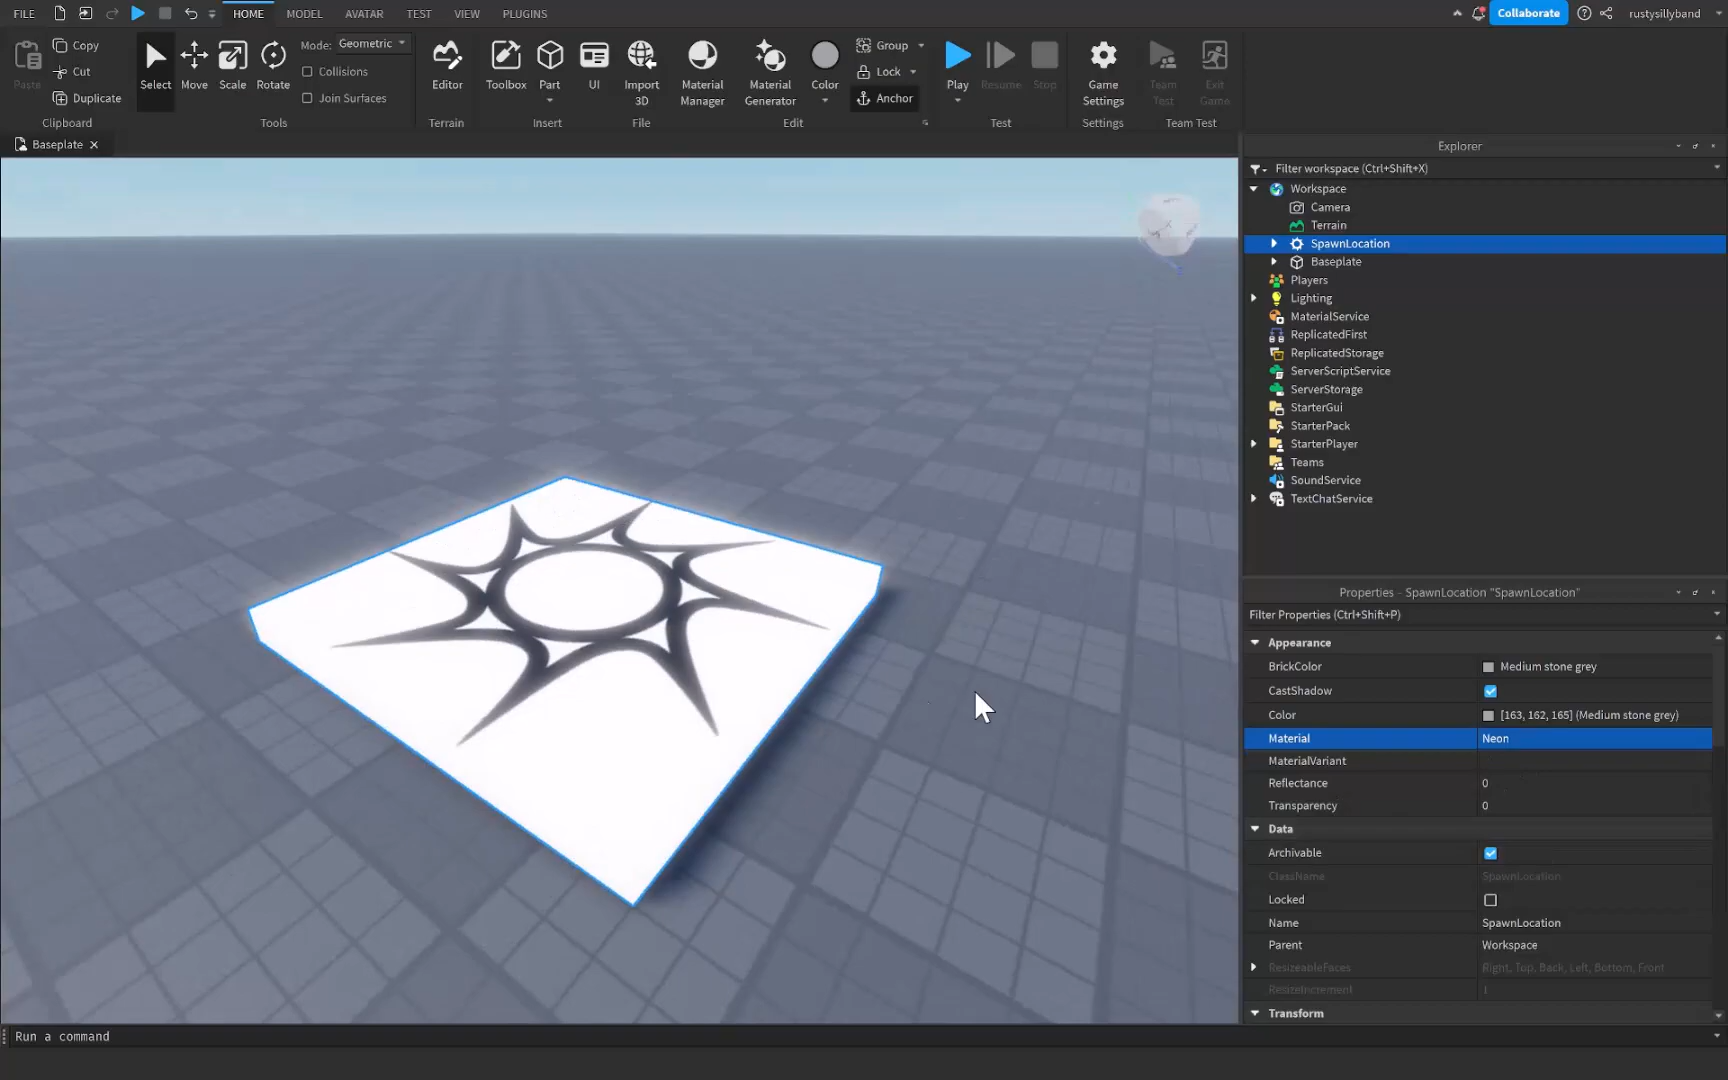 FILE HOME MODEL AVATAR TEST VIEW PLUGINS Collaborate rustysillyband
Paste Copy Cut Duplicate Clipboard
Select Move Scale Rotate Mode: Geometric Collisions Join Surfaces Tools
Editor Terrain
Toolbox Part UI Insert
Import 3D File
Material Manager Material Generator Color Group Lock Anchor Edit
Play Resume Stop Test
Game Settings Settings
Team Test Exit Game Team Test
Baseplate
Explorer
Filter workspace (Ctrl+Shift+X)
Workspace
Camera
Terrain
SpawnLocation
Baseplate
Players
Lighting
MaterialService
ReplicatedFirst
ReplicatedStorage
ServerScriptService
ServerStorage
StarterGui
StarterPack
StarterPlayer
Teams
SoundService
TextChatService
Properties - SpawnLocation "SpawnLocation"
Filter Properties (Ctrl+Shift+P)
Appearance
BrickColor Medium stone grey
CastShadow
Color [163, 162, 165] (Medium stone grey)
Material Neon
MaterialVariant
Reflectance 0
Transparency 0
Data
Archivable
ClassName SpawnLocation
Locked
Name SpawnLocation
Parent Workspace
ResizeableFaces Right, Top, Back, Left, Bottom, Front
ResizeIncrement 1
Transform
Run a command